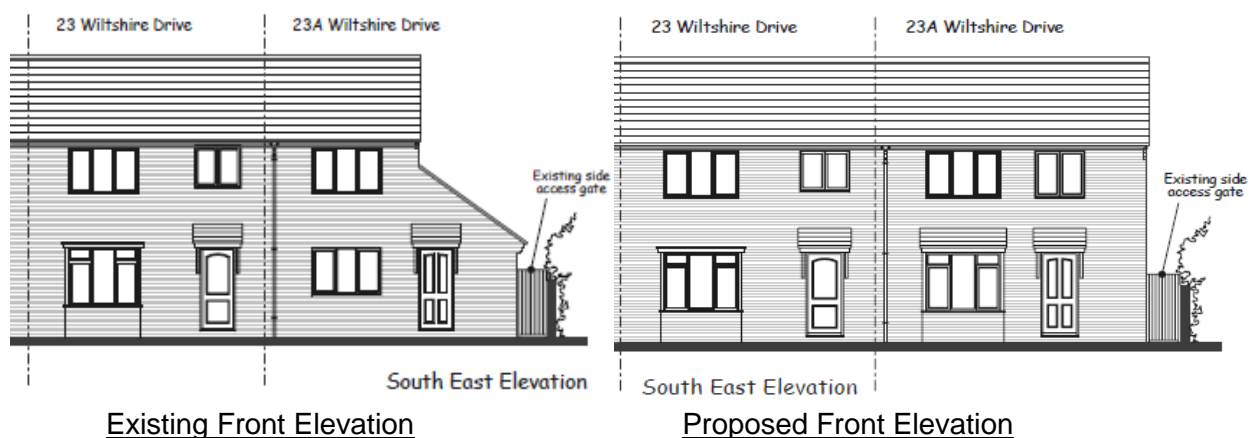 23 Wiltshire Drive
23A Wiltshire Drive
Existing side
access gate
South East Elevation
Existing Front Elevation
23 Wiltshire Drive
23A Wiltshire Drive
Existing side
access gate
South East Elevation
Proposed Front Elevation